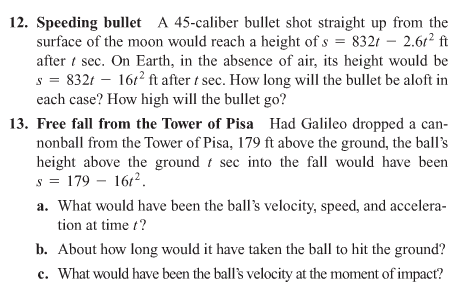 12. Speeding bullet A 45-caliber bullet shot straight up from the
surface of the moon would reach a height of s = 832t − 2.6t² ft
after t sec. On Earth, in the absence of air, its height would be
s = 832t − 16t² ft after t sec. How long will the bullet be aloft in
each case? How high will the bullet go?
13. Free fall from the Tower of Pisa Had Galileo dropped a can-
nonball from the Tower of Pisa, 179 ft above the ground, the ball's
height above the ground t sec into the fall would have been
s = 179 − 16t².
a. What would have been the ball's velocity, speed, and accelera-
tion at time t?
b. About how long would it have taken the ball to hit the ground?
c. What would have been the ball's velocity at the moment of impact?